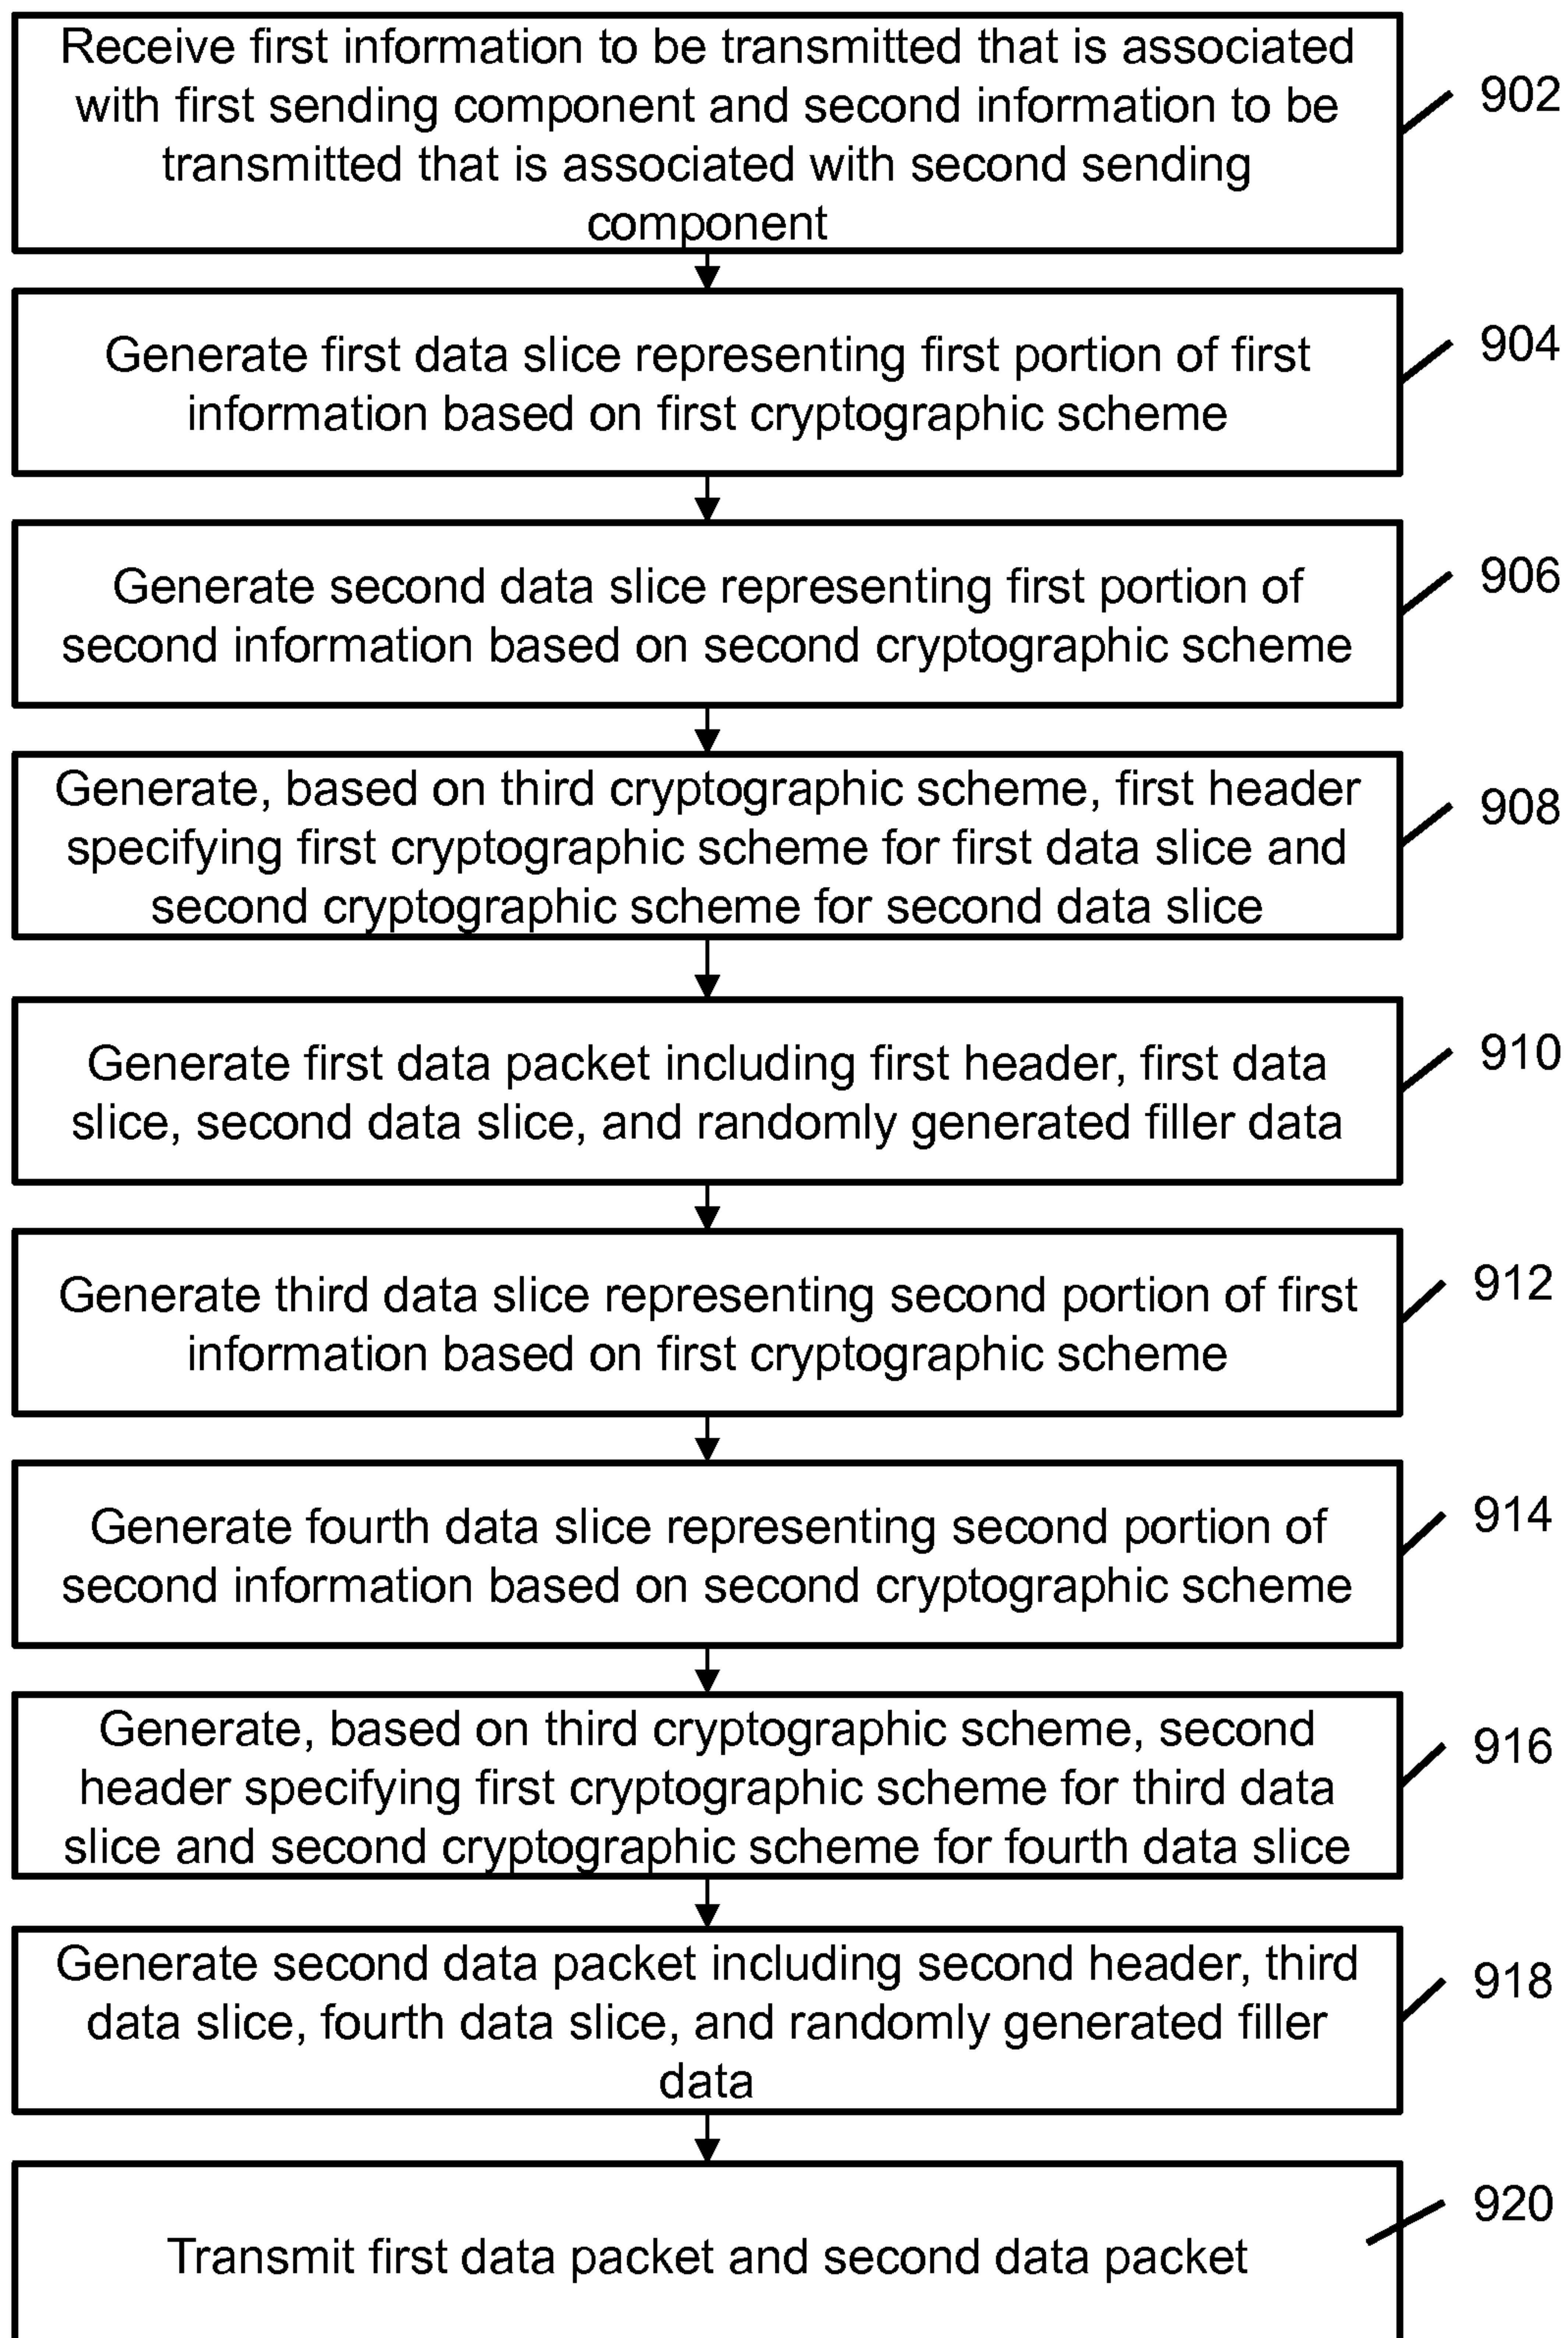 Receive first information to be transmitted that is associated
with first sending component and second information to be
transmitted that is associated with second sending
component
902
Generate first data slice representing first portion of first
information based on first cryptographic scheme
904
Generate second data slice representing first portion of
second information based on second cryptographic scheme
906
Generate, based on third cryptographic scheme, first header
specifying first cryptographic scheme for first data slice and
second cryptographic scheme for second data slice
908
Generate first data packet including first header, first data
slice, second data slice, and randomly generated filler data
910
Generate third data slice representing second portion of first
information based on first cryptographic scheme
912
Generate fourth data slice representing second portion of
second information based on second cryptographic scheme
914
Generate, based on third cryptographic scheme, second
header specifying first cryptographic scheme for third data
slice and second cryptographic scheme for fourth data slice
916
Generate second data packet including second header, third
data slice, fourth data slice, and randomly generated filler
data
918
Transmit first data packet and second data packet
920